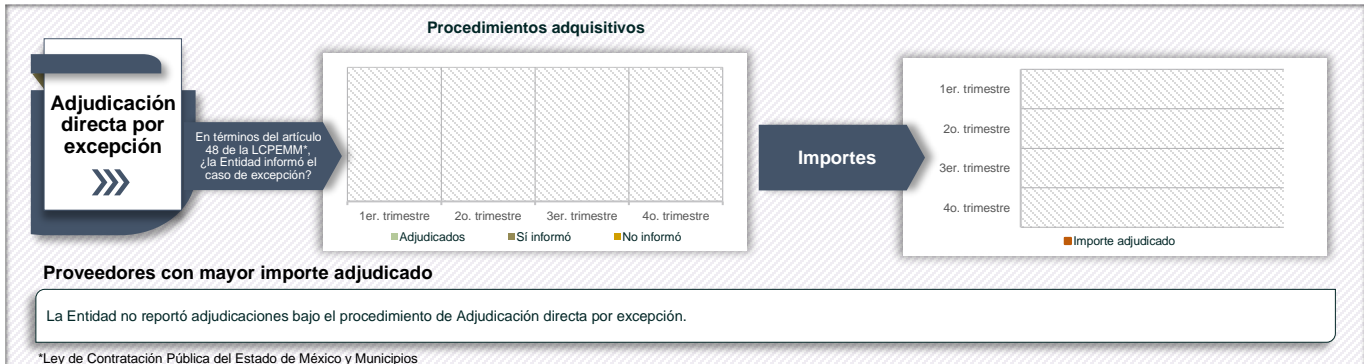 Procedimientos adquisitivos
Adjudicación
directa por
excepción
En términos del artículo
48 de la LCPEMM*,
¿la Entidad informó el
caso de excepción?
1er. trimestre 2o. trimestre 3er. trimestre 4o. trimestre
Adjudicados Sí informó No informó
Importes
1er. trimestre
2o. trimestre
3er. trimestre
4o. trimestre
Importe adjudicado
Proveedores con mayor importe adjudicado
La Entidad no reportó adjudicaciones bajo el procedimiento de Adjudicación directa por excepción.
*Ley de Contratación Pública del Estado de México y Municipios